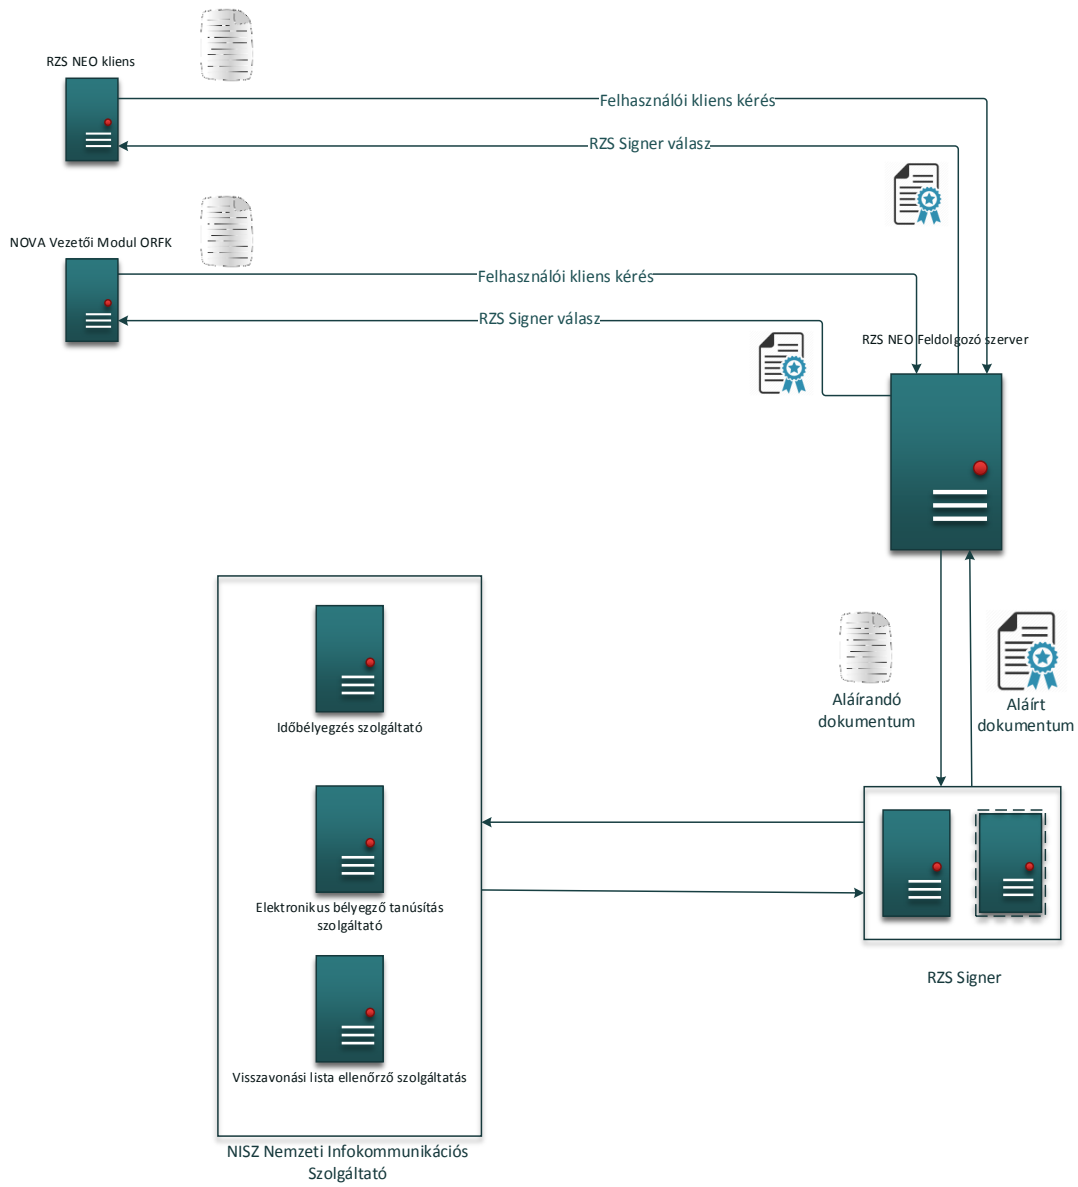 RZS NEO kliens
Felhasználói kliens kérés
RZS Signer válasz
NOVA Vezetői Modul ORFK
Felhasználói kliens kérés
RZS Signer válasz
RZS NEO Feldolgozó szerver
Aláírandó
dokumentum
Aláírt
dokumentum
Időbélyegzés szolgáltató
Elektronikus bélyegző tanúsítás
szolgáltató
RZS Signer
Visszavonási lista ellenőrző szolgáltatás
NISZ Nemzeti Infokommunikációs
Szolgáltató